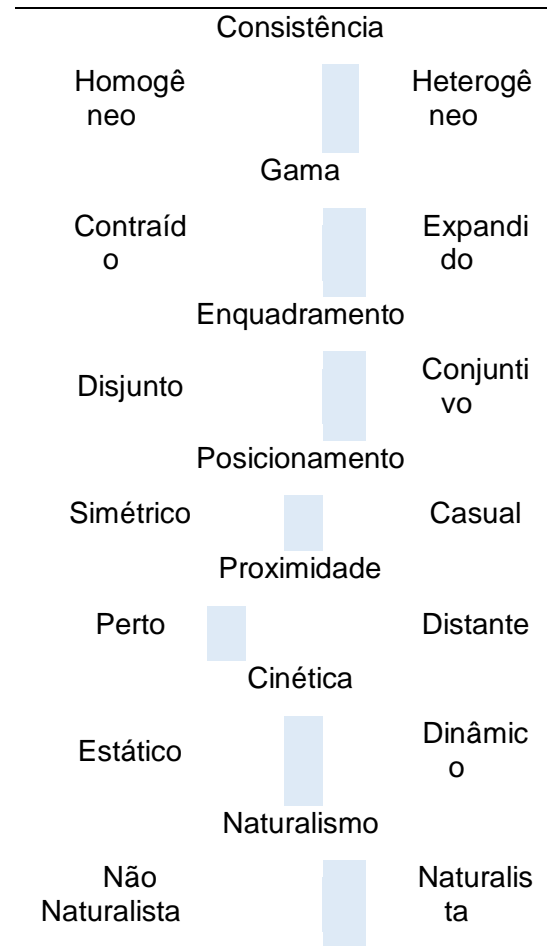 Consistência
Homogê Heterogê
neo neo
Gama
Contraíd Expandi
o do
Enquadramento
Disjunto Conjunti
vo
Posicionamento
Simétrico Casual
Proximidade
Perto Distante
Cinética
Estático Dinâmic
o
Naturalismo
Não Naturalis
Naturalista ta